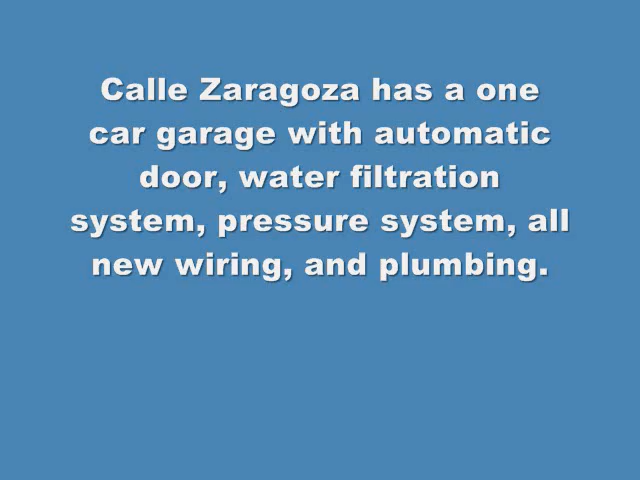 Calle Zaragoza has a one
car garage with automatic
door, water filtration
system, pressure system, all
new wiring, and plumbing.